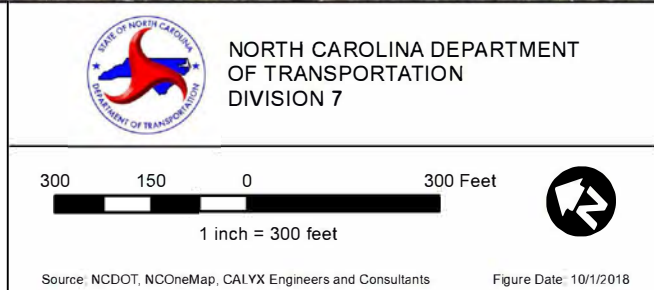 STATE OF NORTH CAROLINA
DEPARTMENT OF TRANSPORTATION
NORTH CAROLINA DEPARTMENT
OF TRANSPORTATION
DIVISION 7
300 150 0 300 Feet
1 inch = 300 feet
N
Source: NCDOT, NCOneMap, CALYX Engineers and Consultants Figure Date: 10/1/2018